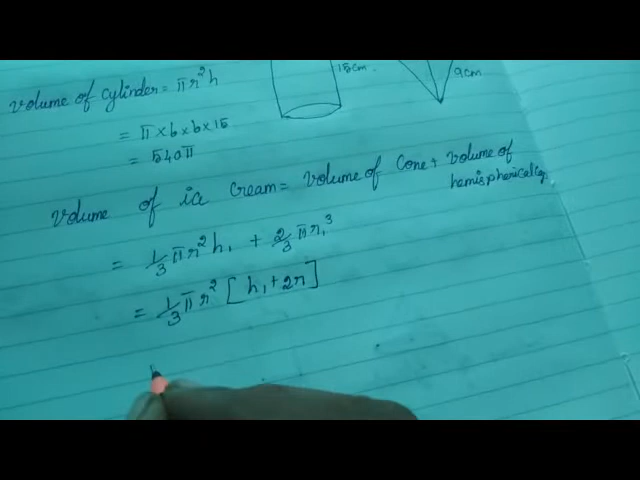 15cm.
9cm
volume of cylinder = πr²h
= π×6×6×15
= 540π
volume of ice cream = volume of cone + volume of
hemispherical
= 1/3 πr²h₁ + 2/3 πr₁³
= 1/3 πr² [h₁+2r]